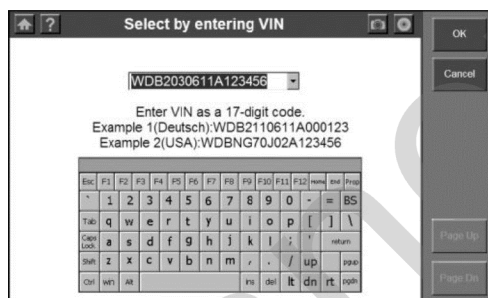 ? Select by entering VIN
OK
Cancel
WDB2030611A123456
Enter VIN as a 17-digit code.
Example 1(Deutsch):WDB2110611A000123
Example 2(USA):WDBNG70J02A123456
Esc F1 F2 F3 F4 F5 F6 F7 F8 F9 F10 F11 F12 Home End Prop
` 1 2 3 4 5 6 7 8 9 0 - = BS
Tab q w e r t y u i o p [ ] \
Caps Lock a s d f g h j k l ; ' return
Shift z x c v b n m , . / up pgup
Ctrl win Alt ins del lt dn rt pgdn
Page Up
Page Dn